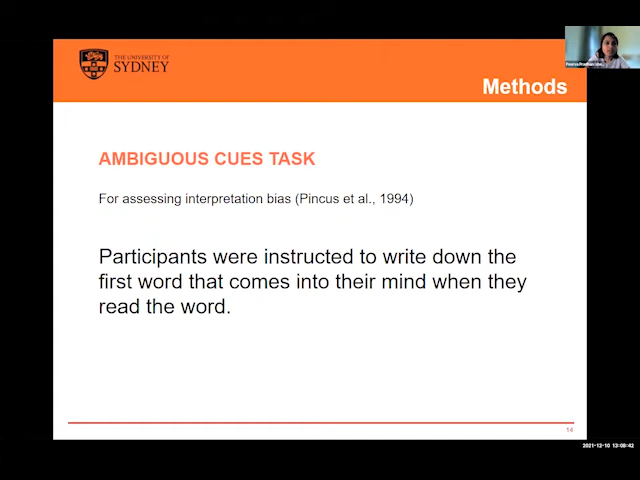 THE UNIVERSITY OF
SYDNEY
Methods
AMBIGUOUS CUES TASK
For assessing interpretation bias (Pincus et al., 1994)
Participants were instructed to write down the
first word that comes into their mind when they
read the word.
14
2021-12-10 13:08:42